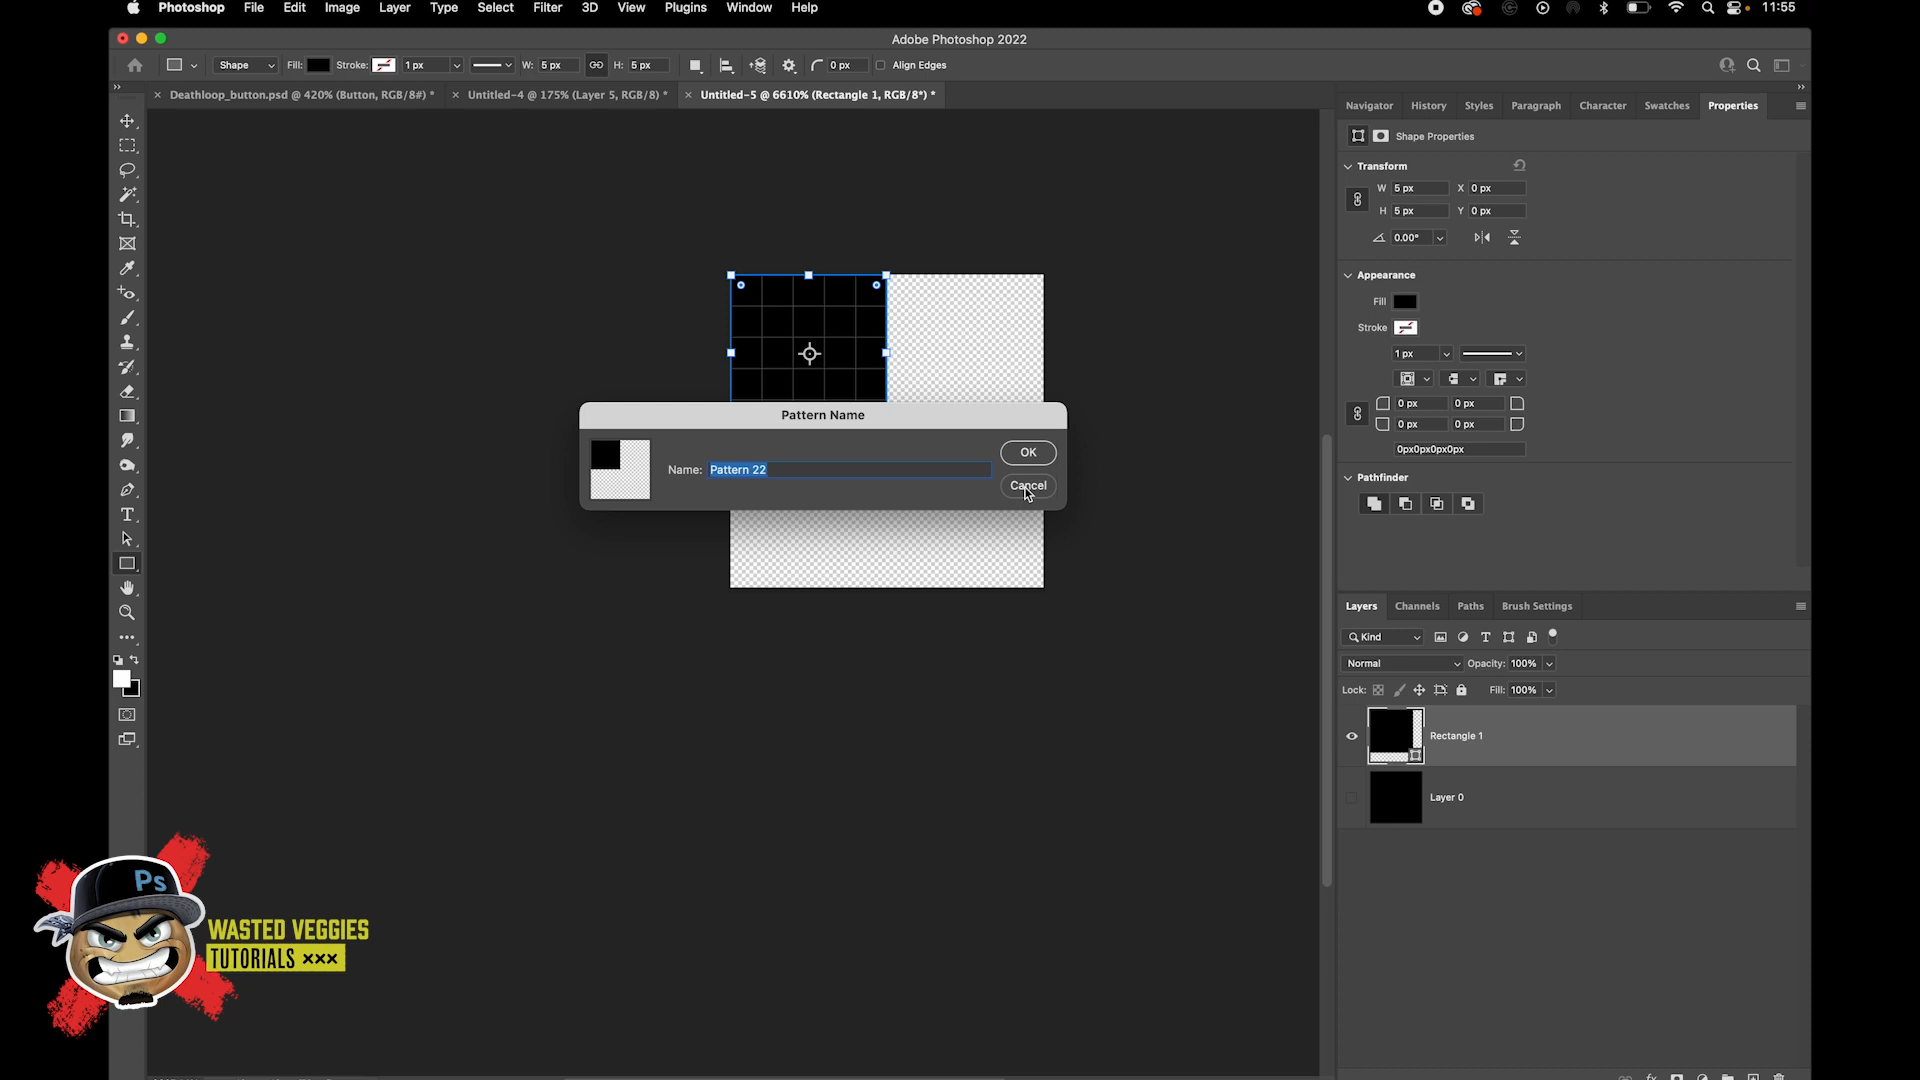 Photoshop File Edit Image Layer Type Select Filter 3D View Plugins Window Help 11:55
Adobe Photoshop 2022
Shape Fill: Stroke: 1 px W: 5 px H: 5 px 0 px Align Edges
Deathloop_button.psd @ 420% (Button, RGB/8#) * Untitled-4 @ 175% (Layer 5, RGB/8) * Untitled-5 @ 6610% (Rectangle 1, RGB/8*) *
Navigator History Styles Paragraph Character Swatches Properties
Shape Properties
Transform
W 5 px X 0 px
H 5 px Y 0 px
0.00°
Appearance
Fill
Stroke
1 px
0 px 0 px
0 px 0 px
0px0px0px0px
Pathfinder
Pattern Name
Name: Pattern 22
OK
Cancel
Layers Channels Paths Brush Settings
Kind
Normal Opacity: 100%
Lock: Fill: 100%
Rectangle 1
Layer 0
Ps
WASTED VEGGIES
TUTORIALS ×××